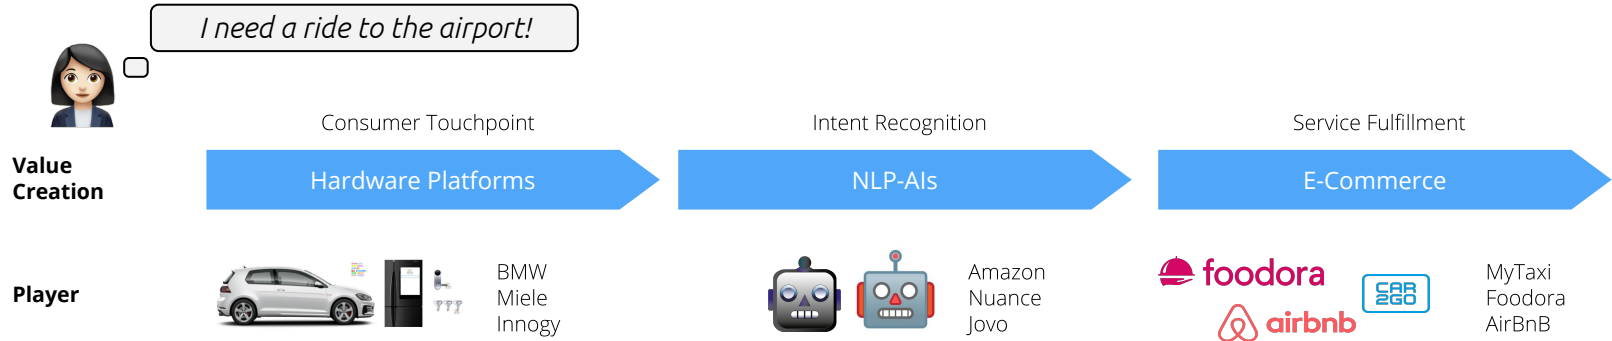 I need a ride to the airport!
Consumer Touchpoint
Intent Recognition
Service Fulfillment
Value
Creation
Hardware Platforms
NLP-AIs
E-Commerce
Player
BMW
Miele
Innogy
Amazon
Nuance
Jovo
foodora
CAR
2GO
airbnb
MyTaxi
Foodora
AirBnB